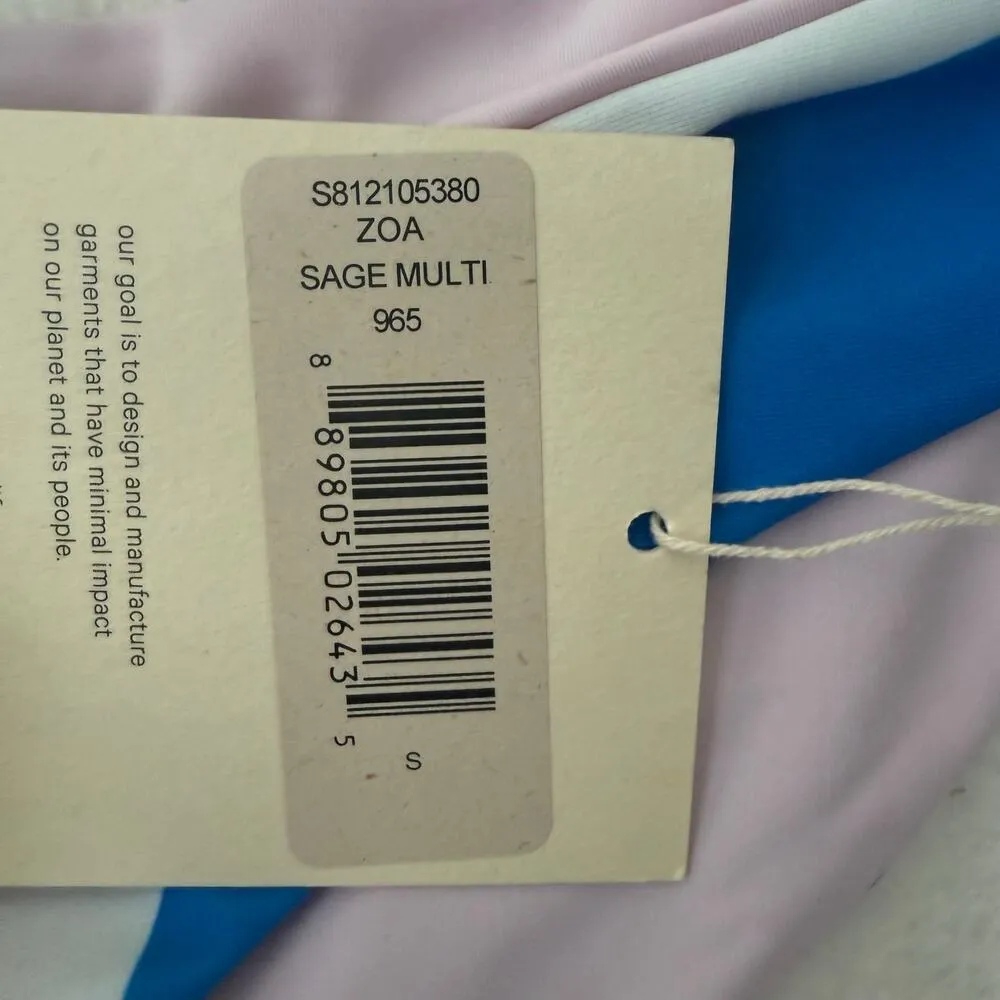 S812105380
ZOA
SAGE MULTI
965
8 89805 02643 5
S
our goal is to design and manufacture
garments that have minimal impact
on our planet and its people.